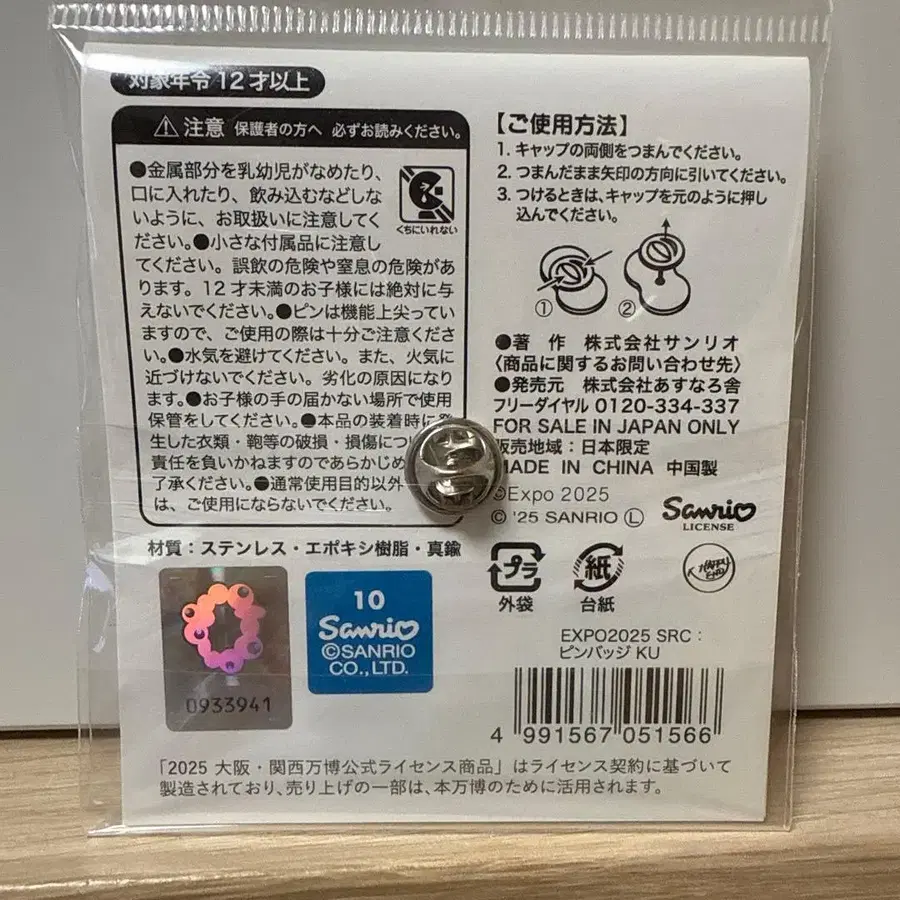 対象年令12才以上
⚠注意 保護者の方へ 必ずお読みください。
●金属部分を乳幼児がなめたり、
口に入れたり、飲み込むなどしな
いように、お取扱いに注意してく
ださい。●小さな付属品に注意し
てください。誤飲の危険や窒息の危険があ
ります。12才未満のお子様には絶対に与
えないでください。●ピンは機能上尖ってい
ますので、ご使用の際は十分ご注意くださ
い。●水気を避けてください。また、火気に
近づけないでください。劣化の原因になり
ます。●お子様の手の届かない場所で使用
保管をしてください。●本品の装着時に発
生した衣類・鞄等の破損・損傷につい
責任を負いかねますのであらかじめ
了承ください。●通常使用目的以外
は、ご使用にならないでください。
くちにいれない
材質：ステンレス・エポキシ樹脂・真鍮
0933941
10
Sanrio
©SANRIO
CO.,LTD.
【ご使用方法】
1. キャップの両側をつまんでください。
2. つまんだまま矢印の方向に引いてください。
3. つけるときは、キャップを元のように押し
込んでください。
① ②
●著 作 株式会社サンリオ
〈商品に関するお問い合わせ先〉
●発売元 株式会社あすなろ舎
フリーダイヤル 0120-334-337
FOR SALE IN JAPAN ONLY
販売地域：日本限定
MADE IN CHINA 中国製
©Expo 2025
© '25 SANRIO Ⓛ
Sanrio
LICENSE
プラ
外袋
紙
台紙
HAPPY
END
EXPO2025 SRC：
ピンバッジ KU
4 991567 051566
「2025 大阪・関西万博公式ライセンス商品」はライセンス契約に基づいて
製造されており、売り上げの一部は、本万博のために活用されます。